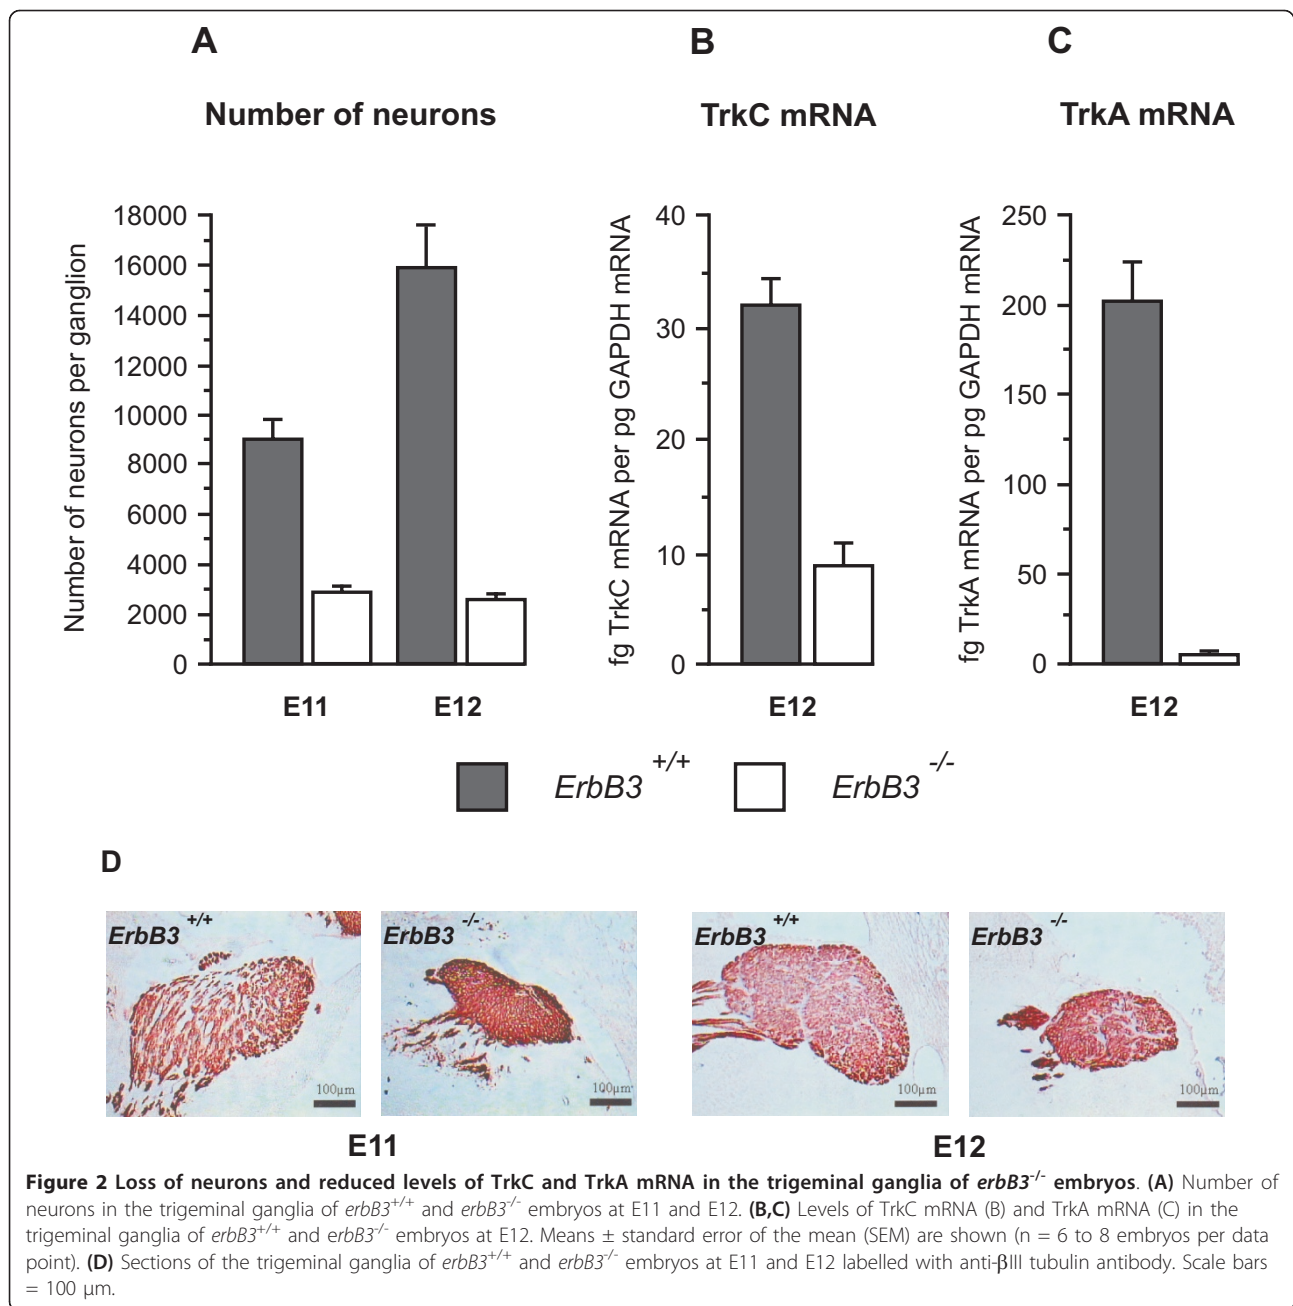 A
B
C
Number of neurons
TrkC mRNA
TrkA mRNA
Number of neurons per ganglion
18000
16000
14000
12000
10000
8000
6000
4000
2000
0
E11
E12
fg TrkC mRNA per pg GAPDH mRNA
40
30
20
10
0
E12
fg TrkA mRNA per pg GAPDH mRNA
250
200
150
100
50
0
E12
ErbB3 +/+
ErbB3 -/-
D
ErbB3 +/+
100µm
ErbB3 -/-
100µm
ErbB3 +/+
100µm
ErbB3 -/-
100µm
E11
E12
Figure 2 Loss of neurons and reduced levels of TrkC and TrkA mRNA in the trigeminal ganglia of erbB3-/- embryos. (A) Number of
neurons in the trigeminal ganglia of erbB3+/+ and erbB3-/- embryos at E11 and E12. (B,C) Levels of TrkC mRNA (B) and TrkA mRNA (C) in the
trigeminal ganglia of erbB3+/+ and erbB3-/- embryos at E12. Means ± standard error of the mean (SEM) are shown (n = 6 to 8 embryos per data
point). (D) Sections of the trigeminal ganglia of erbB3+/+ and erbB3-/- embryos at E11 and E12 labelled with anti-βIII tubulin antibody. Scale bars
= 100 μm.